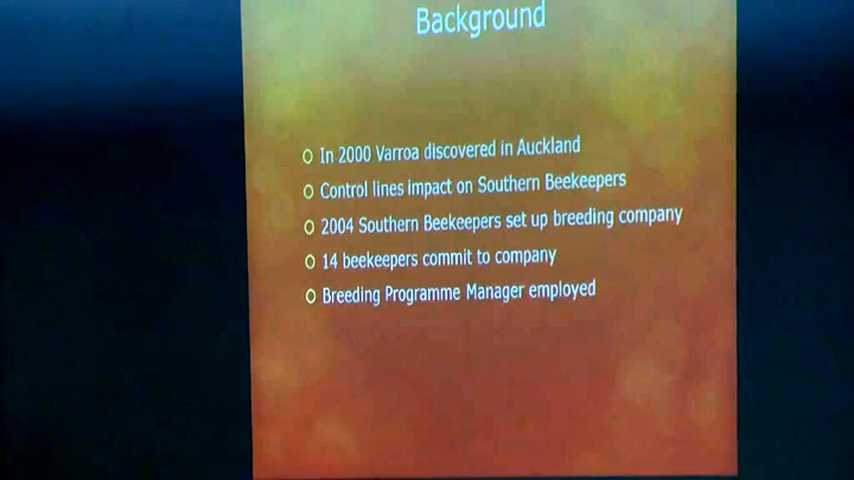 Background
In 2000 Varroa discovered in Auckland
Control lines impact on Southern Beekeepers
2004 Southern Beekeepers set up breeding company
14 beekeepers commit to company
Breeding Programme Manager employed